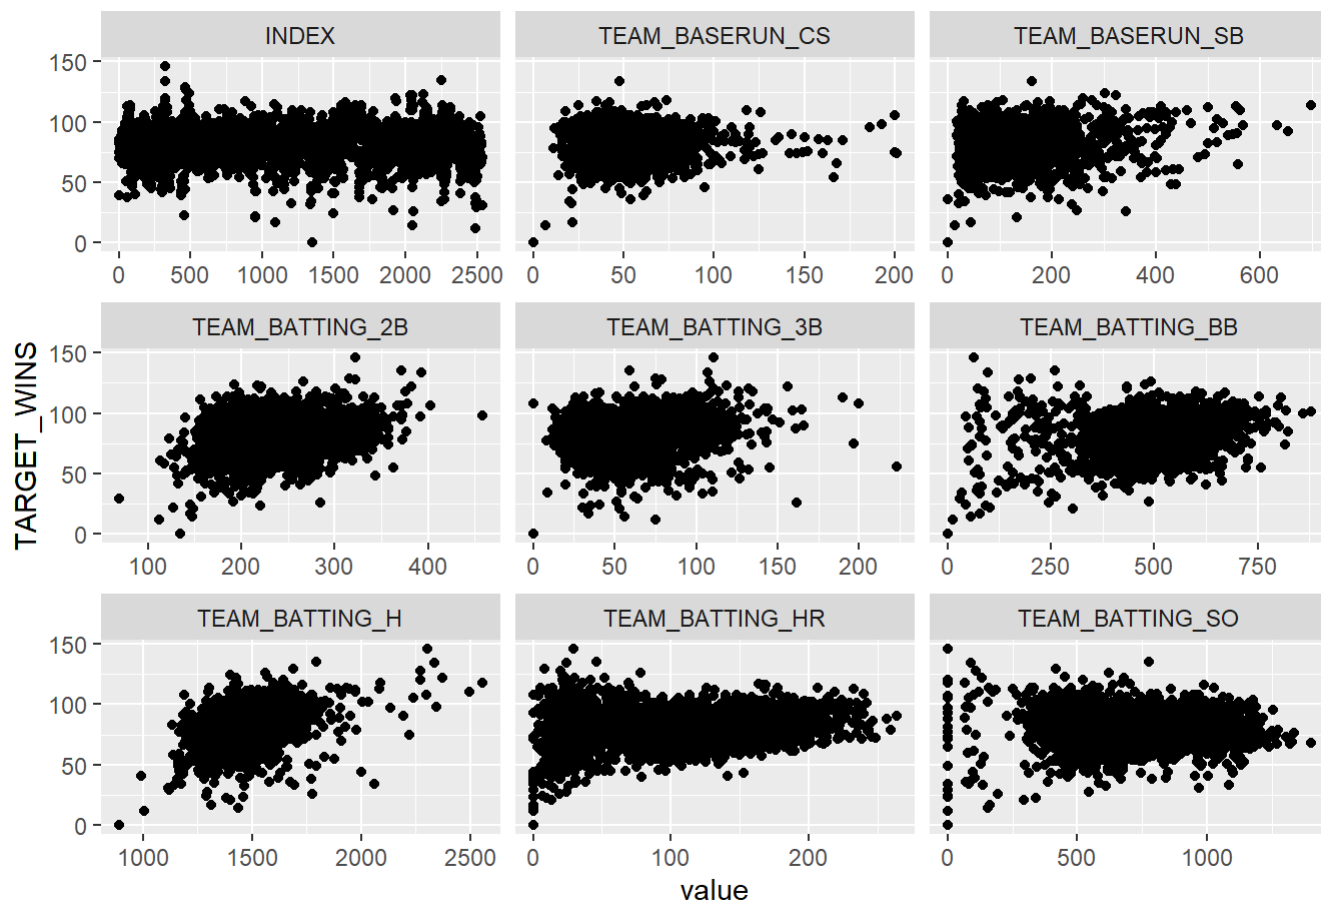 INDEX TEAM_BASERUN_CS TEAM_BASERUN_SB
150
100
50
0
0 500 1000 1500 2000 2500 0 50 100 150 200 0 200 400 600
TEAM_BATTING_2B TEAM_BATTING_3B TEAM_BATTING_BB
150
100
50
0
100 200 300 400 0 50 100 150 200 0 250 500 750
TEAM_BATTING_H TEAM_BATTING_HR TEAM_BATTING_SO
150
100
50
0
1000 1500 2000 2500 0 100 200 0 500 1000
value
TARGET_WINS